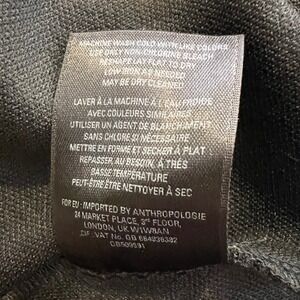 MACHINE WASH COLD WITH LIKE COLORS
USE ONLY NON-CHLORINE BLEACH
RESHAPE LAY FLAT TO DRY
LOW IRON AS NEEDED
MAY BE DRY CLEANED
LAVER À LA MACHINE À L'EAU FROIDE
AVEC COULEURS SIMILAIRES
UTILISER UN AGENT DE BLANCHIMENT
SANS CHLORE SI NÉCESSAIRE
METTRE EN FORME ET SÉCHER À PLAT
REPASSER, AU BESOIN, À TRÈS
BASSE TEMPÉRATURE
PEUT-ÊTRE ÊTRE NETTOYER À SEC
FOR EU - IMPORTED BY ANTHROPOLOGIE
24 MARKET PLACE, 3RD FLOOR,
LONDON, UK W1W8AN
VAT No. GB